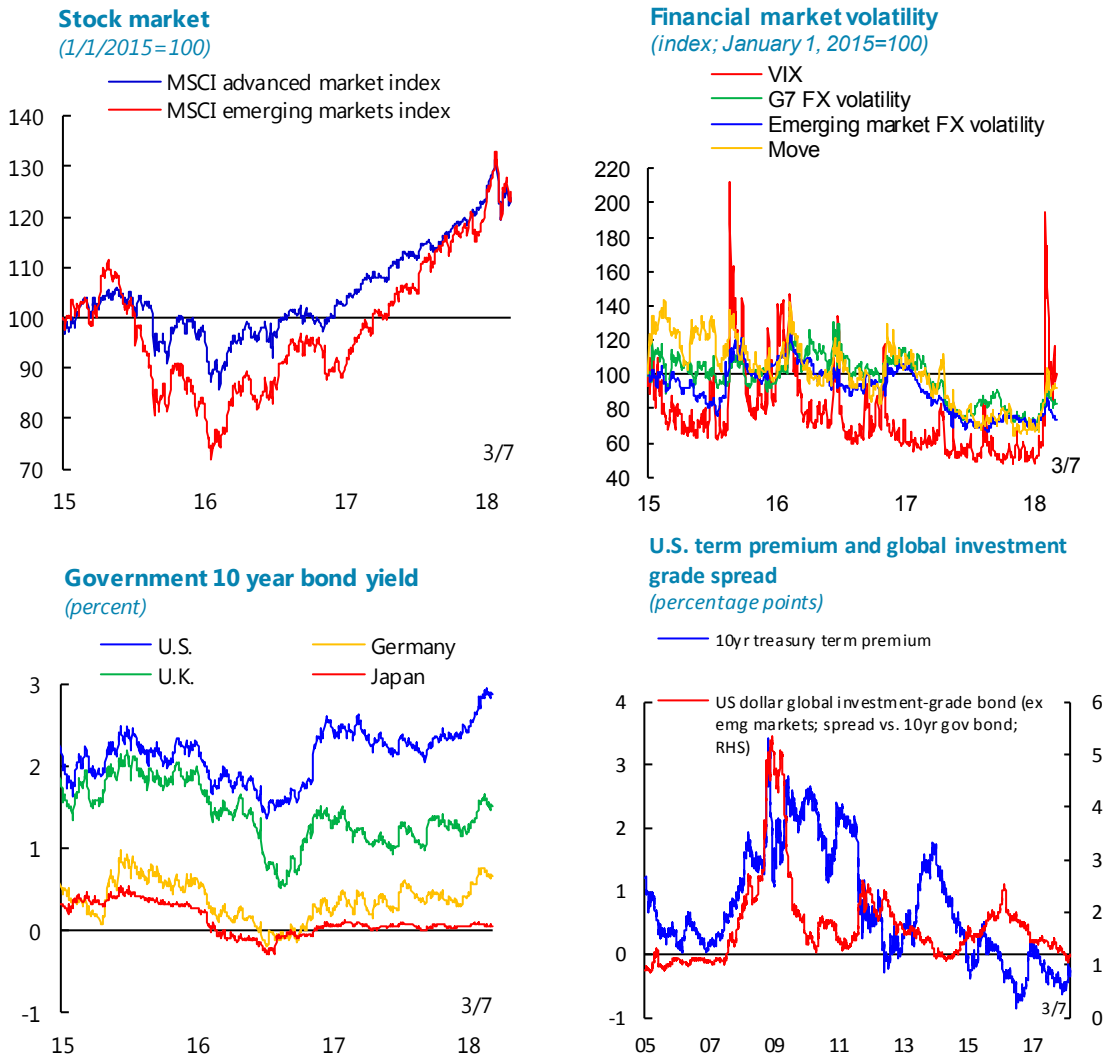 Stock market
(1/1/2015=100)
MSCI advanced market index
MSCI emerging markets index
140
130
120
110
100
90
80
70
3/7
15 16 17 18
Financial market volatility
(index; January 1, 2015=100)
VIX
G7 FX volatility
Emerging market FX volatility
Move
220
200
180
160
140
120
100
80
60
40
3/7
15 16 17 18
Government 10 year bond yield
(percent)
U.S. Germany
U.K. Japan
3
2
1
0
-1
3/7
15 16 17 18
U.S. term premium and global investment
grade spread
(percentage points)
10yr treasury term premium
US dollar global investment-grade bond (ex
emg markets; spread vs. 10yr gov bond;
RHS)
4
3
2
1
0
-1
6
5
4
3
2
1
0
3/7
05 07 09 11 13 15 17